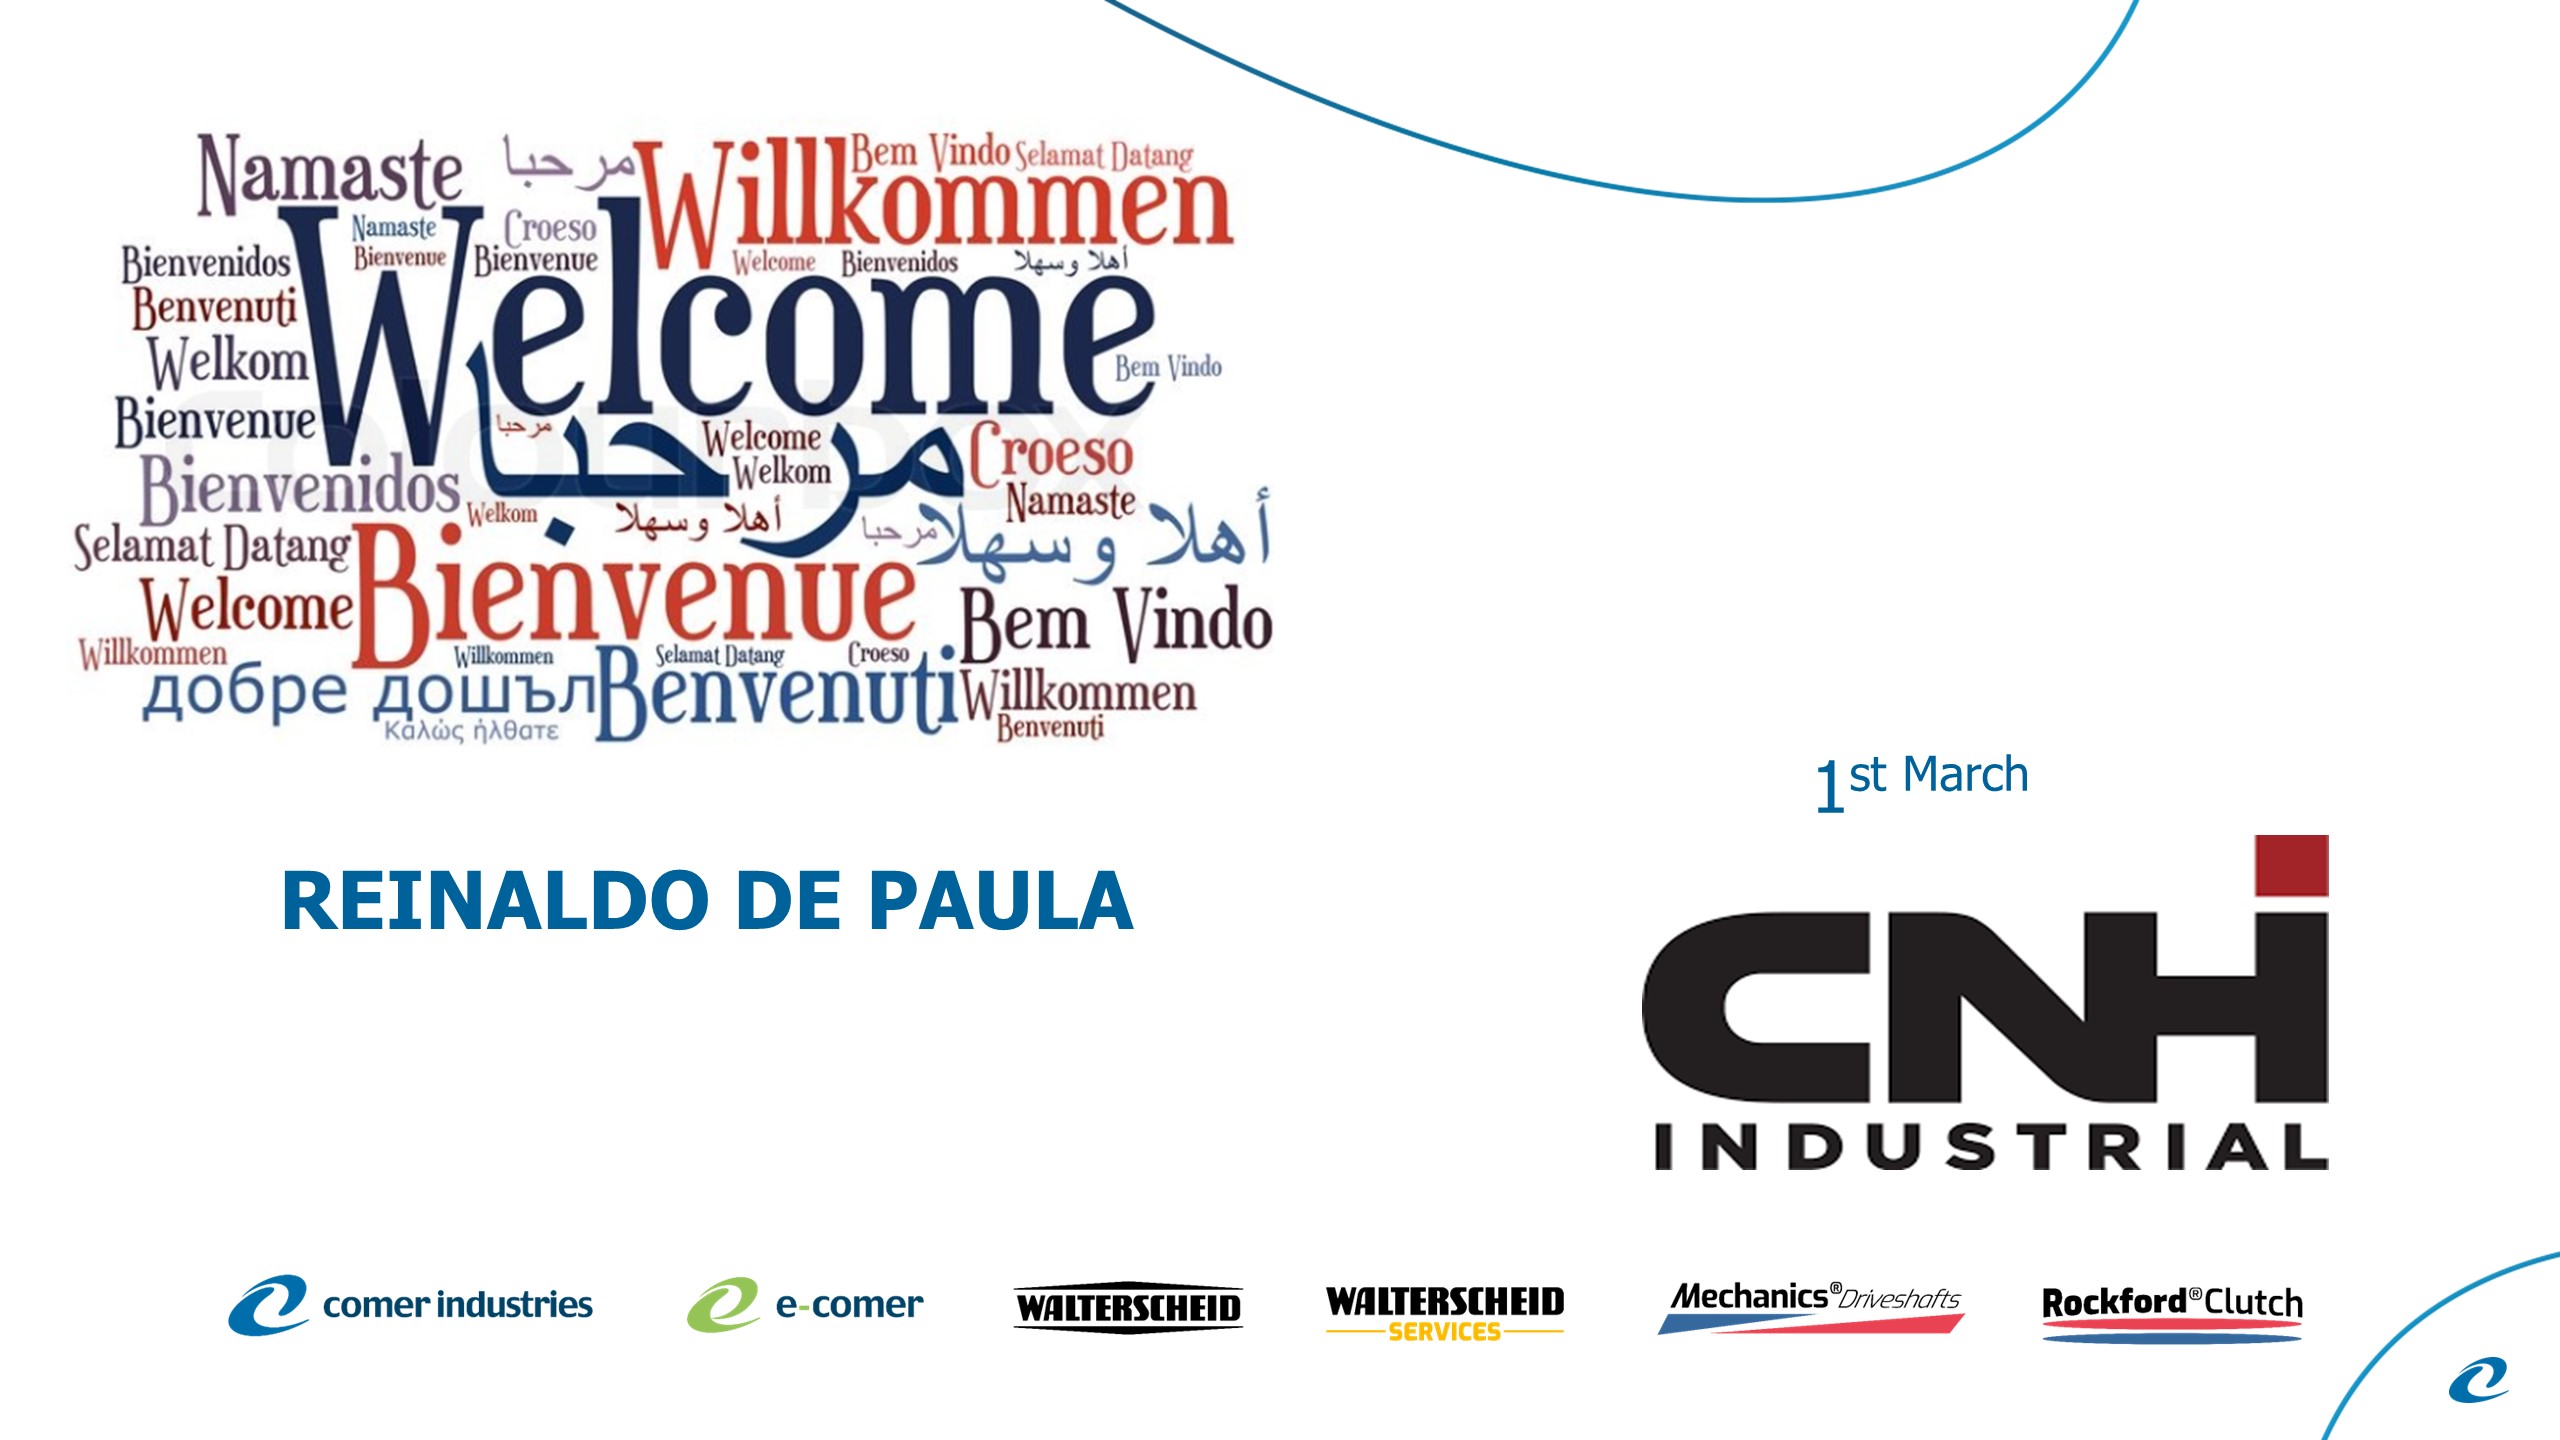 Namaste
مرحبا
Willkommen
Bem Vindo
Selamat Datang
Namaste
Croeso
Bienvenidos
Bienvenue
Bienvenue
Welcome
Bienvenidos
أهلا وسهلا
Welcome
Benvenuti
Welkom
Bem Vindo
Bienvenue
مرحبا
مرحبا
Welcome
Welkom
Croeso
Bienvenidos
Namaste
Welkom
أهلا وسهلا
مرحبا
أهلا وسهلا
Selamat Datang
Bienvenue
Welcome
Bem Vindo
Willkommen
Willkommen
Selamat Datang
Croeso
добре дошъл
Benvenuti
Willkommen
Καλώς ήλθατε
Benvenuti
1st March
REINALDO DE PAULA
CNH
INDUSTRIAL
comer industries
e-comer
WALTERSCHEID
WALTERSCHEID
SERVICES
Mechanics® Driveshafts
Rockford® Clutch